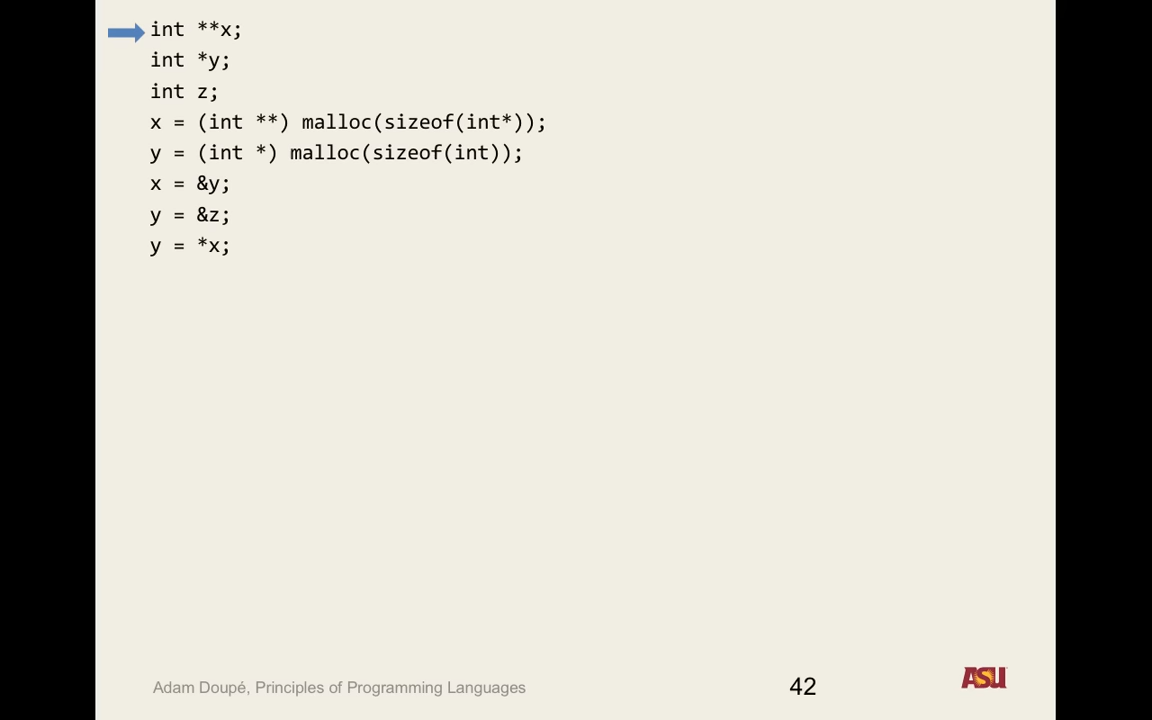 int **x;
int *y;
int z;
x = (int **) malloc(sizeof(int*));
y = (int *) malloc(sizeof(int));
x = &y;
y = &z;
y = *x;
Adam Doupé, Principles of Programming Languages
42
ASU